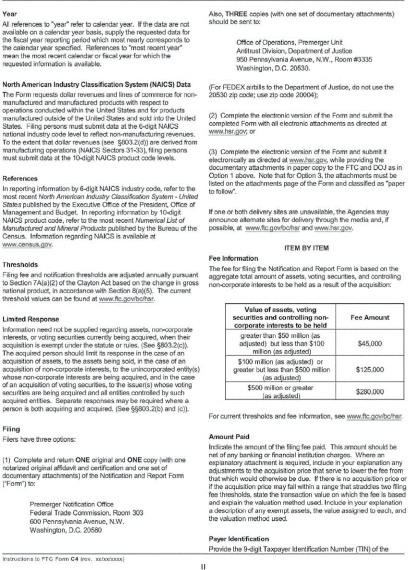 Year
All references to "year" refer to calendar year. If the data are not
available on a calendar year basis, supply the requested data for
the fiscal year reporting period which most nearly corresponds to
the calendar year specified. References to "most recent year"
mean the most recent calendar or fiscal year for which the
requested information is available.
North American Industry Classification System (NAICS) Data
The Form requests dollar revenues and lines of commerce for non-
manufactured and manufactured products with respect to
operations conducted within the United States and for products
manufactured outside of the United States and sold into the United
States. Filing persons must submit data at the 6-digit NAICS
national industry code level to reflect non-manufacturing revenues.
To the extent that dollar revenues (see §803.2(d)) are derived from
manufacturing operations (NAICS Sectors 31-33), filing persons
must submit data at the 10-digit NAICS product code levels.
References
In reporting information by 6-digit NAICS industry code, refer to the
most recent North American Industry Classification System - United
States published by the Executive Office of the President, Office of
Management and Budget. In reporting information by 10-digit
NAICS product code, refer to the most recent Numerical List of
Manufactured and Mineral Products published by the Bureau of the
Census. Information regarding NAICS is available at
www.census.gov.
Thresholds
Filing fee and notification thresholds are adjusted annually pursuant
to Section 7A(a)(2) of the Clayton Act based on the change in gross
national product, in accordance with Section 8(a)(5). The current
threshold values can be found at www.ftc.gov/bc/hsr.
Limited Response
Information need not be supplied regarding assets, non-corporate
interests, or voting securities currently being acquired, when their
acquisition is exempt under the statute or rules. (See §803.2(c)).
The acquired person should limit its response in the case of an
acquisition of assets, to the assets being sold, in the case of an
acquisition of non-corporate interests, to the unincorporated entity(s)
whose non-corporate interests are being acquired, and in the case
of an acquisition of voting securities, to the issuer(s) whose voting
securities are being acquired and all entities controlled by such
acquired entities. Separate responses may be required where a
person is both acquiring and acquired. (See §§803.2(b) and (c)).
Filing
Filers have three options:
(1) Complete and return ONE original and ONE copy (with one
notarized original affidavit and certification and one set of
documentary attachments) of the Notification and Report Form
("Form") to:
Premerger Notification Office
Federal Trade Commission, Room 303
600 Pennsylvania Avenue, N.W.
Washington, D.C. 20580
Also, THREE copies (with one set of documentary attachments)
should be sent to:
Office of Operations, Premerger Unit
Antitrust Division, Department of Justice
950 Pennsylvania Avenue, N.W., Room #3335
Washington, D.C. 20530.
(For FEDEX airbills to the Department of Justice, do not use the
20530 zip code; use zip code 20004);
(2) Complete the electronic version of the Form and submit the
completed Form with all electronic attachments as directed at
www.hsr.gov; or
(3) Complete the electronic version of the Form and submit it
electronically as directed at www.hsr.gov, while providing the
documentary attachments in paper copy to the FTC and DOJ as in
Option 1 above. Note that for Option 3, the attachments must be
listed on the attachments page of the Form and classified as "paper
to follow".
If one or both delivery sites are unavailable, the Agencies may
announce alternate sites for delivery through the media and, if
possible, at www.ftc.gov/bc/hsr and www.hsr.gov.
ITEM BY ITEM
Fee Information
The fee for filing the Notification and Report Form is based on the
aggregate total amount of assets, voting securities, and controlling
non-corporate interests to be held as a result of the acquisition:
Value of assets, voting
securities and controlling non-
corporate interests to be held
Fee Amount
greater than $50 million (as
adjusted) but less than $100
million (as adjusted)
$45,000
$100 million (as adjusted) or
greater but less than $500 million
(as adjusted)
$125,000
$500 million or greater
(as adjusted)
$280,000
For current thresholds and fee information, see www.ftc.gov/bc/hsr.
Amount Paid
Indicate the amount of the filing fee paid. This amount should be
net of any banking or financial institution charges. Where an
explanatory attachment is required, include in your explanation any
adjustments to the acquisition price that serve to lower the fee from
that which would otherwise be due. If there is no acquisition price or
if the acquisition price may fall within a range that straddles two filing
fee thresholds, state the transaction value on which the fee is based
and explain the valuation method used. Include in your explanation
a description of any exempt assets, the value assigned to each, and
the valuation method used.
Payer Identification
Provide the 9-digit Taxpayer Identification Number (TIN) of the
Instructions to FTC Form C4 (rev. xx/xx/xxxx)
II